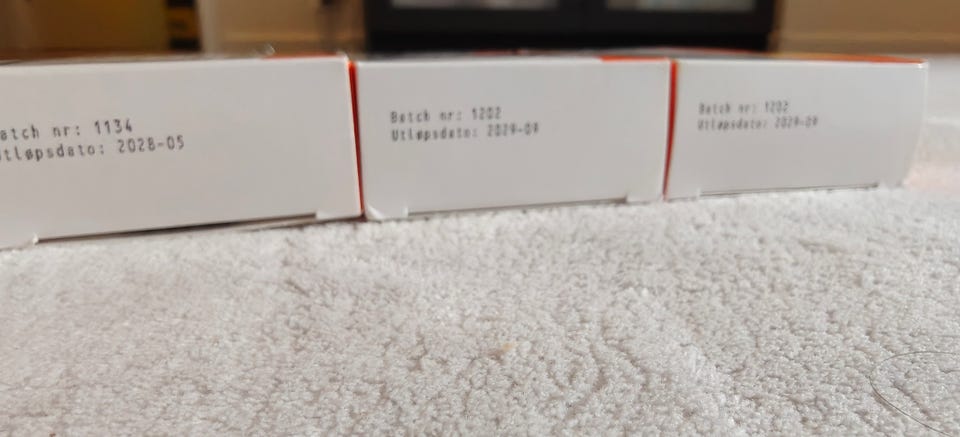 atch nr: 1134
tløpsdato: 2028-05
Batch nr: 1202
Utløpsdato: 2029-09
Batch nr: 1202
Utløpsdato: 2029-09